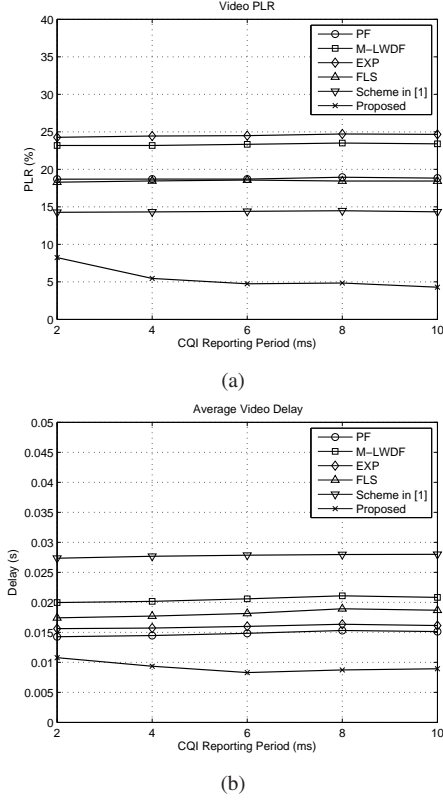 Video PLR
40
35
30
25
20
15
10
5
0
PLR (%)
2
4
6
8
10
CQI Reporting Period (ms)
PF
M−LWDF
EXP
FLS
Scheme in [1]
Proposed
(a)
Average Video Delay
0.05
0.045
0.04
0.035
0.03
0.025
0.02
0.015
0.01
0.005
0
Delay (s)
2
4
6
8
10
CQI Reporting Period (ms)
PF
M−LWDF
EXP
FLS
Scheme in [1]
Proposed
(b)